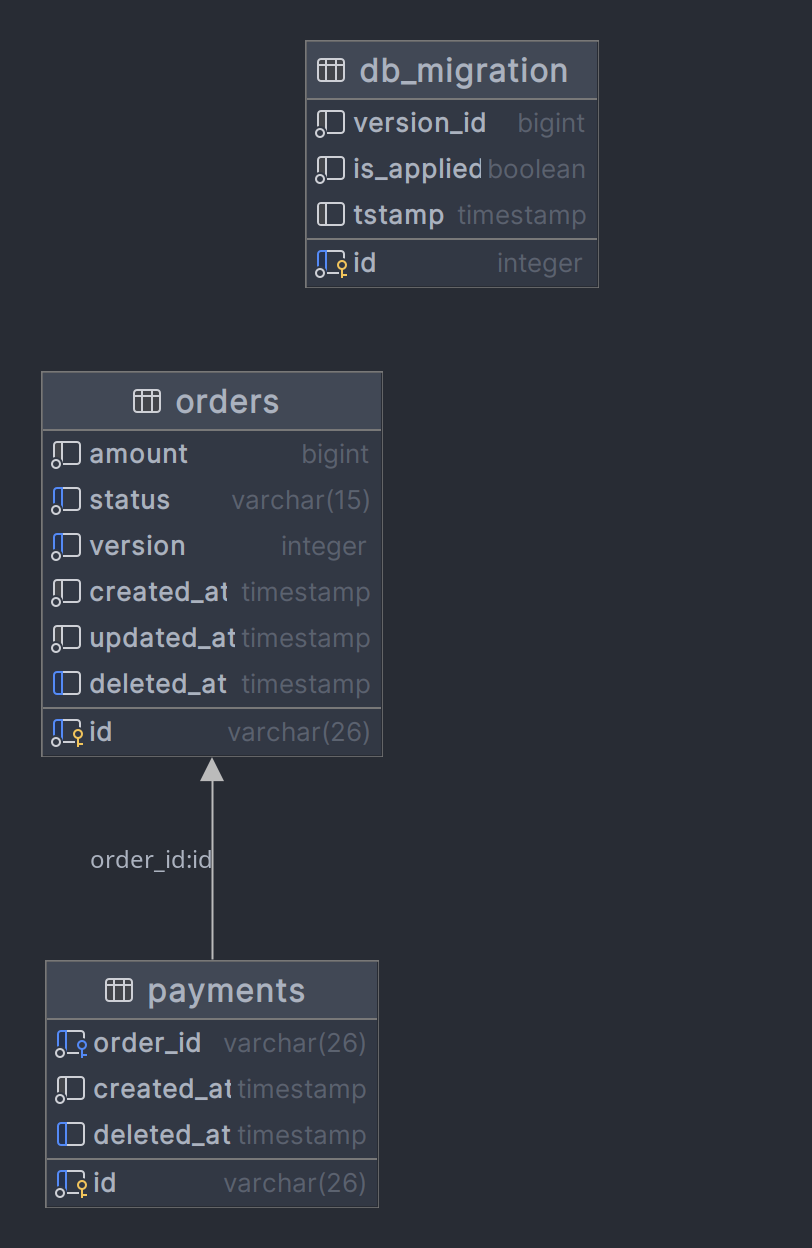 db_migration
version_id bigint
is_applied boolean
tstamp timestamp
id integer
orders
amount bigint
status varchar(15)
version integer
created_at timestamp
updated_at timestamp
deleted_at timestamp
id varchar(26)
order_id:id
payments
order_id varchar(26)
created_at timestamp
deleted_at timestamp
id varchar(26)